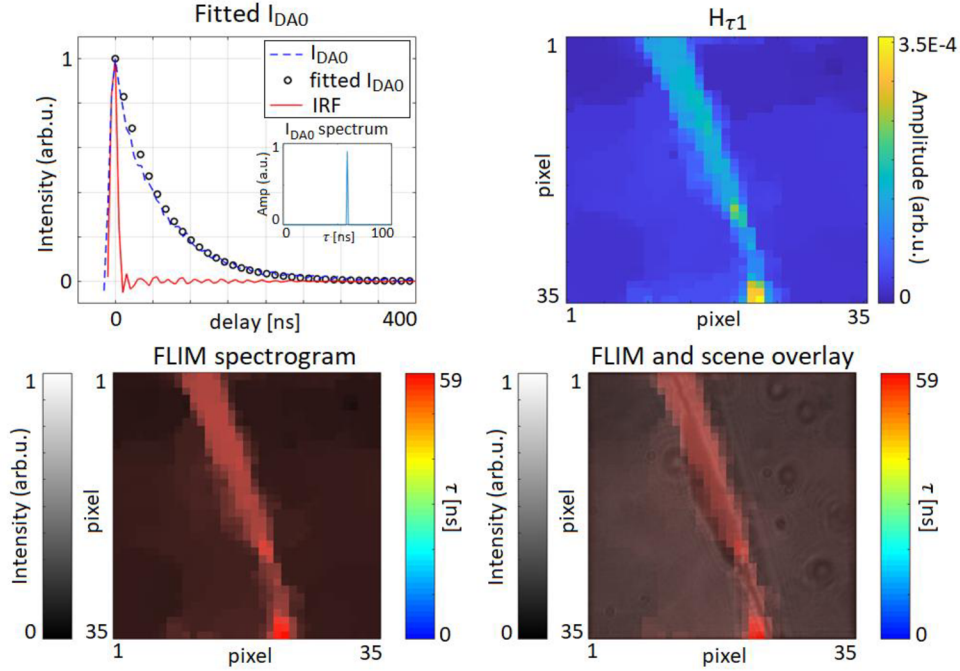 Fitted I_DA0
Intensity (arb.u.)
1
0
0
400
delay [ns]
I_DA0
fitted I_DA0
IRF
I_DA0 spectrum
Amp (a.u.)
1
0
0
100
τ [ns]
H_τ1
pixel
1
35
1
35
pixel
3.5E-4
0
Amplitude (arb.u.)
FLIM spectrogram
Intensity (arb.u.)
1
0
pixel
1
35
1
35
pixel
59
0
τ [ns]
FLIM and scene overlay
Intensity (arb.u.)
1
0
pixel
1
35
1
35
pixel
59
0
τ [ns]